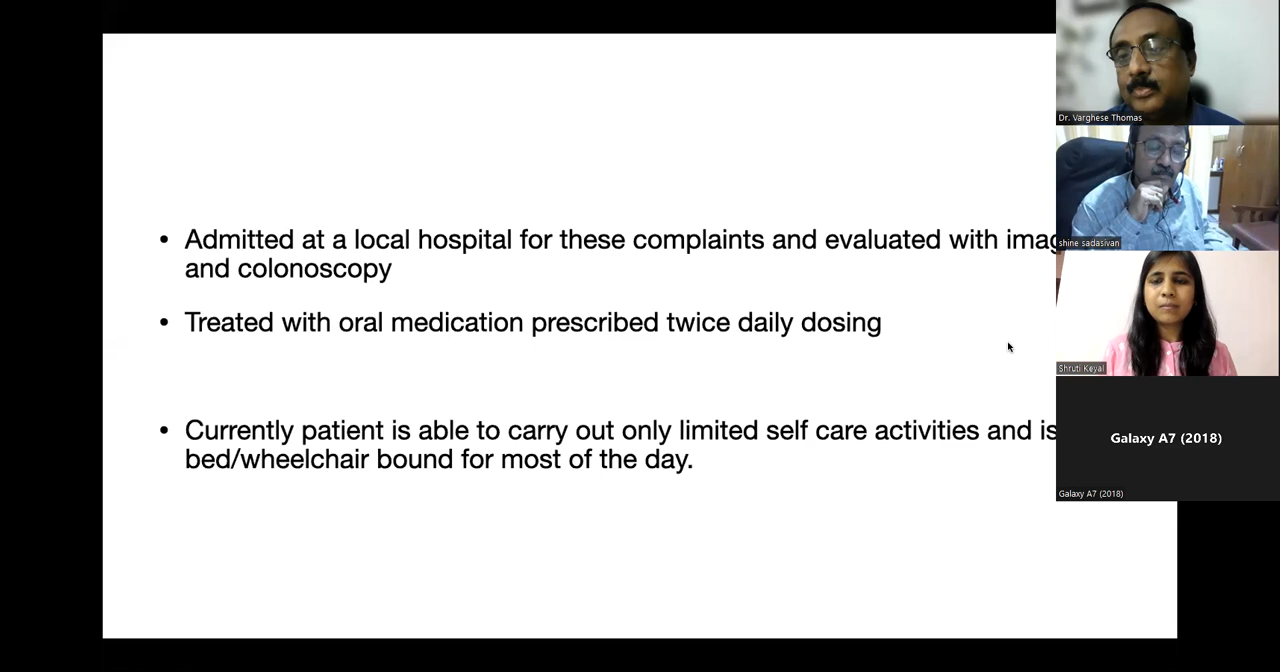 • Admitted at a local hospital for these complaints and evaluated with
and colonoscopy
• Treated with oral medication prescribed twice daily dosing
• Currently patient is able to carry out only limited self care activities and is
bed/wheelchair bound for most of the day.
Dr. Varghese Thomas
shine sadasivan
Shruti Keyal
Galaxy A7 (2018)
Galaxy A7 (2018)